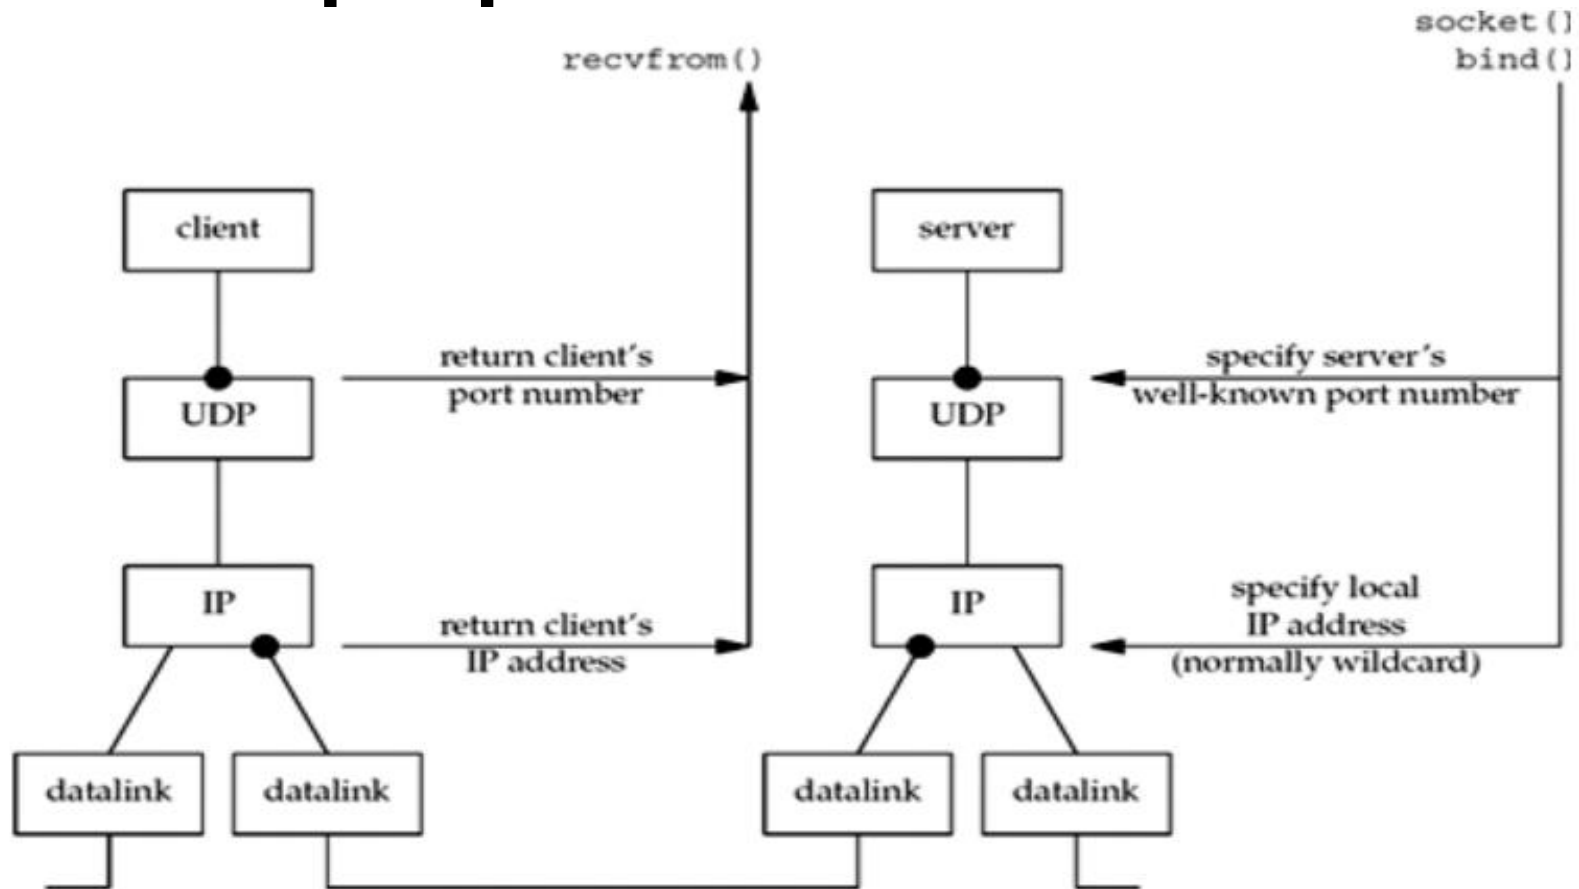 socket()
recvfrom()
bind()
client
server
return client's
port number
specify server's
well-known port number
UDP
UDP
specify local
IP address
(normally wildcard)
IP
IP
return client's
IP address
datalink
datalink
datalink
datalink